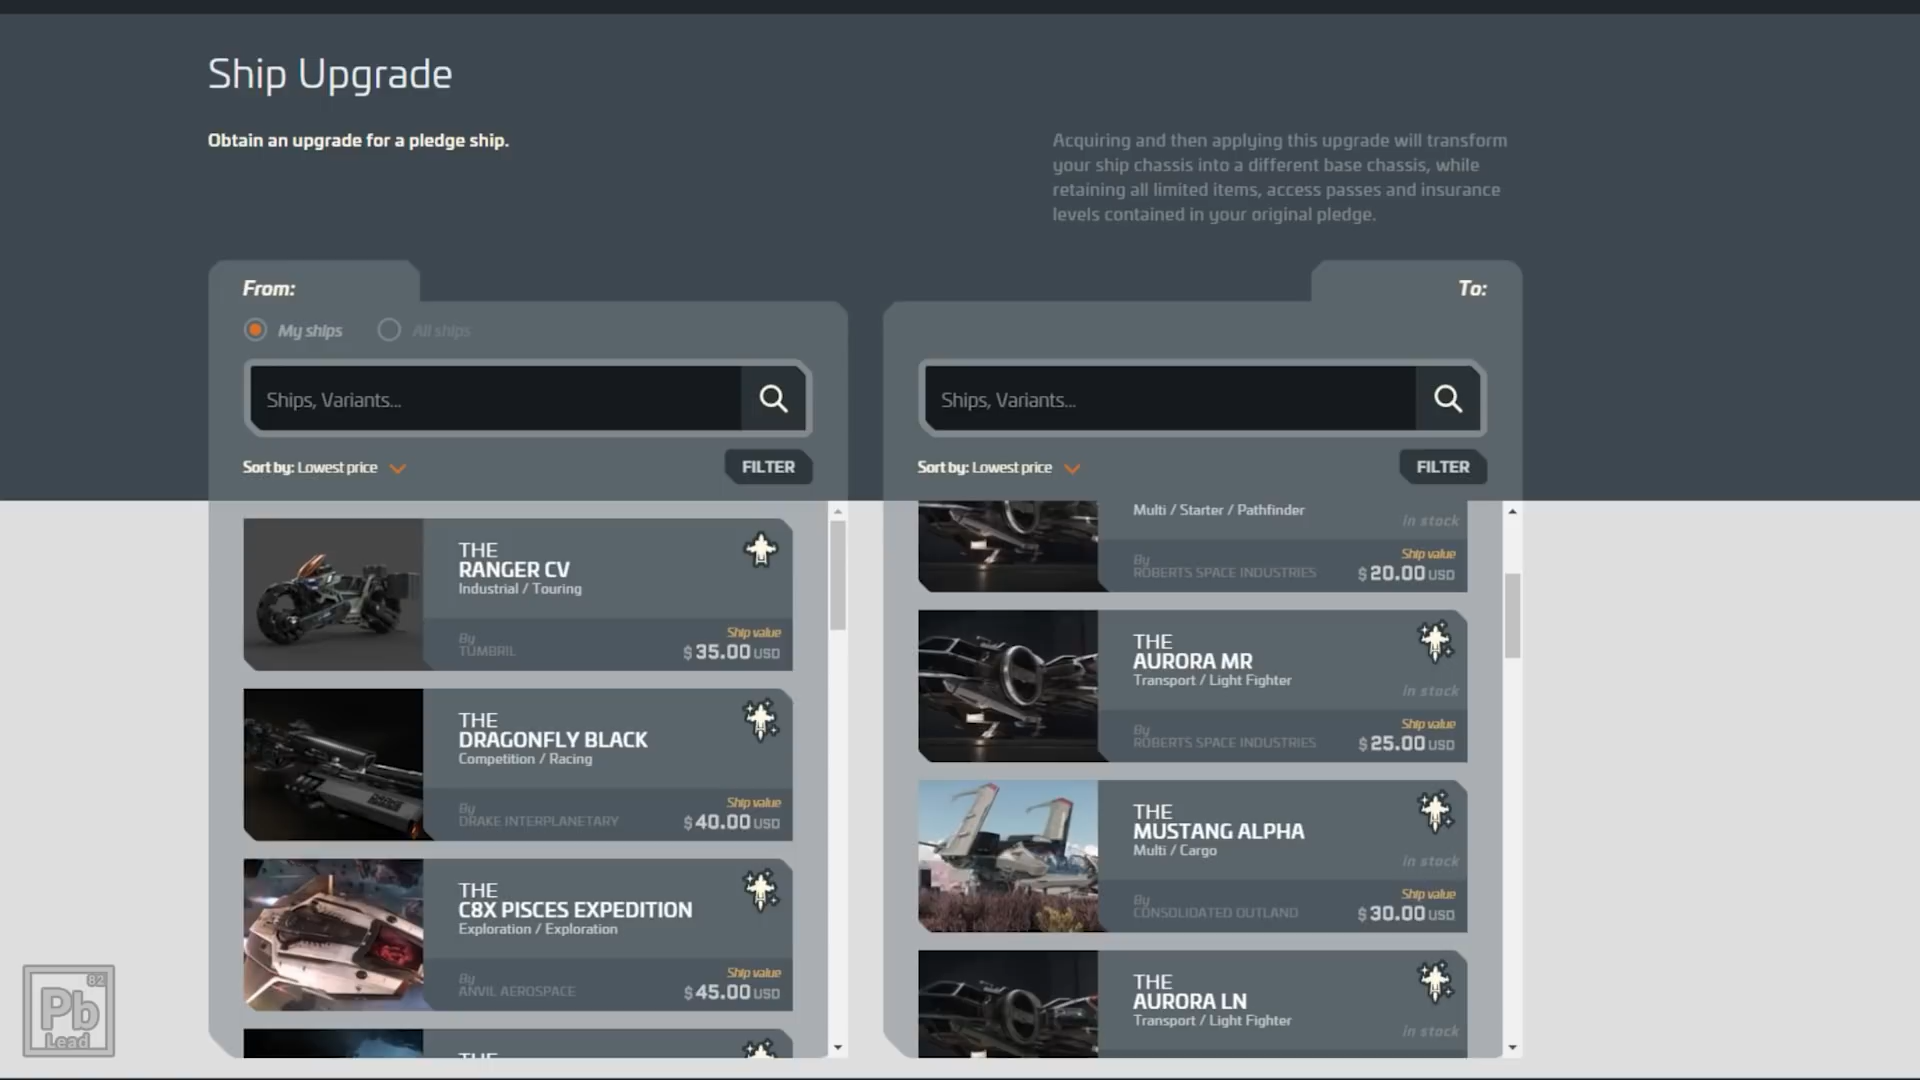 Ship Upgrade
Obtain an upgrade for a pledge ship.
Acquiring and then applying this upgrade will transform
your ship chassis into a different base chassis, while
retaining all limited items, access passes and insurance
levels contained in your original pledge.
From:
My ships
All ships
Ships, Variants...
Sort by: Lowest price
FILTER
THE
RANGER CV
Industrial / Touring
By
TUMBRIL
Ship value
$ 35.00 USD
THE
DRAGONFLY BLACK
Competition / Racing
By
DRAKE INTERPLANETARY
Ship value
$ 40.00 USD
THE
C8X PISCES EXPEDITION
Exploration / Exploration
By
ANVIL AEROSPACE
Ship value
$ 45.00 USD
THE
To:
Ships, Variants...
Sort by: Lowest price
FILTER
Multi / Starter / Pathfinder
in stock
By
ROBERTS SPACE INDUSTRIES
Ship value
$ 20.00 USD
THE
AURORA MR
Transport / Light Fighter
in stock
By
ROBERTS SPACE INDUSTRIES
Ship value
$ 25.00 USD
THE
MUSTANG ALPHA
Multi / Cargo
in stock
By
CONSOLIDATED OUTLAND
Ship value
$ 30.00 USD
THE
AURORA LN
Transport / Light Fighter
in stock
82
Pb
Lead